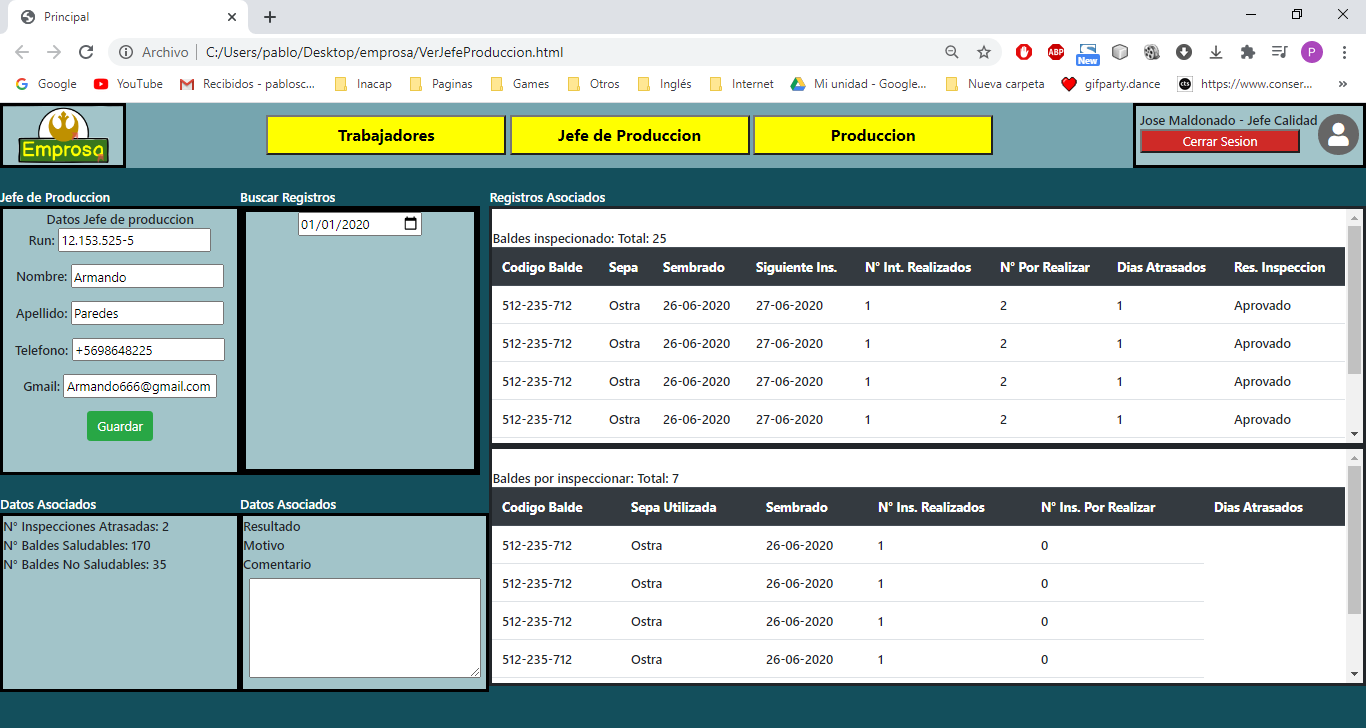 Principal
Archivo C:/Users/pablo/Desktop/emprosa/VerJefeProduccion.html
ABP
New
P
Google YouTube Recibidos - pablosc... Inacap Paginas Games Otros Inglés Internet Mi unidad - Google... Nueva carpeta gifparty.dance cts https://www.conser... »
Emprosa
Trabajadores Jefe de Produccion Produccion
Jose Maldonado - Jefe Calidad
Cerrar Sesion
Jefe de Produccion
Datos Jefe de produccion
Run: 12.153.525-5
Nombre: Armando
Apellido: Paredes
Telefono: +5698648225
Gmail: Armando666@gmail.com
Guardar
Buscar Registros
01/01/2020
Datos Asociados
N° Inspecciones Atrasadas: 2
N° Baldes Saludables: 170
N° Baldes No Saludables: 35
Datos Asociados
Resultado
Motivo
Comentario
Registros Asociados
Baldes inspecionado: Total: 25
Codigo Balde Sepa Sembrado Siguiente Ins. N° Int. Realizados N° Por Realizar Dias Atrasados Res. Inspeccion
512-235-712 Ostra 26-06-2020 27-06-2020 1 2 1 Aprovado
512-235-712 Ostra 26-06-2020 27-06-2020 1 2 1 Aprovado
512-235-712 Ostra 26-06-2020 27-06-2020 1 2 1 Aprovado
512-235-712 Ostra 26-06-2020 27-06-2020 1 2 1 Aprovado
Baldes por inspeccionar: Total: 7
Codigo Balde Sepa Utilizada Sembrado N° Ins. Realizados N° Ins. Por Realizar Dias Atrasados
512-235-712 Ostra 26-06-2020 1 0
512-235-712 Ostra 26-06-2020 1 0
512-235-712 Ostra 26-06-2020 1 0
512-235-712 Ostra 26-06-2020 1 0